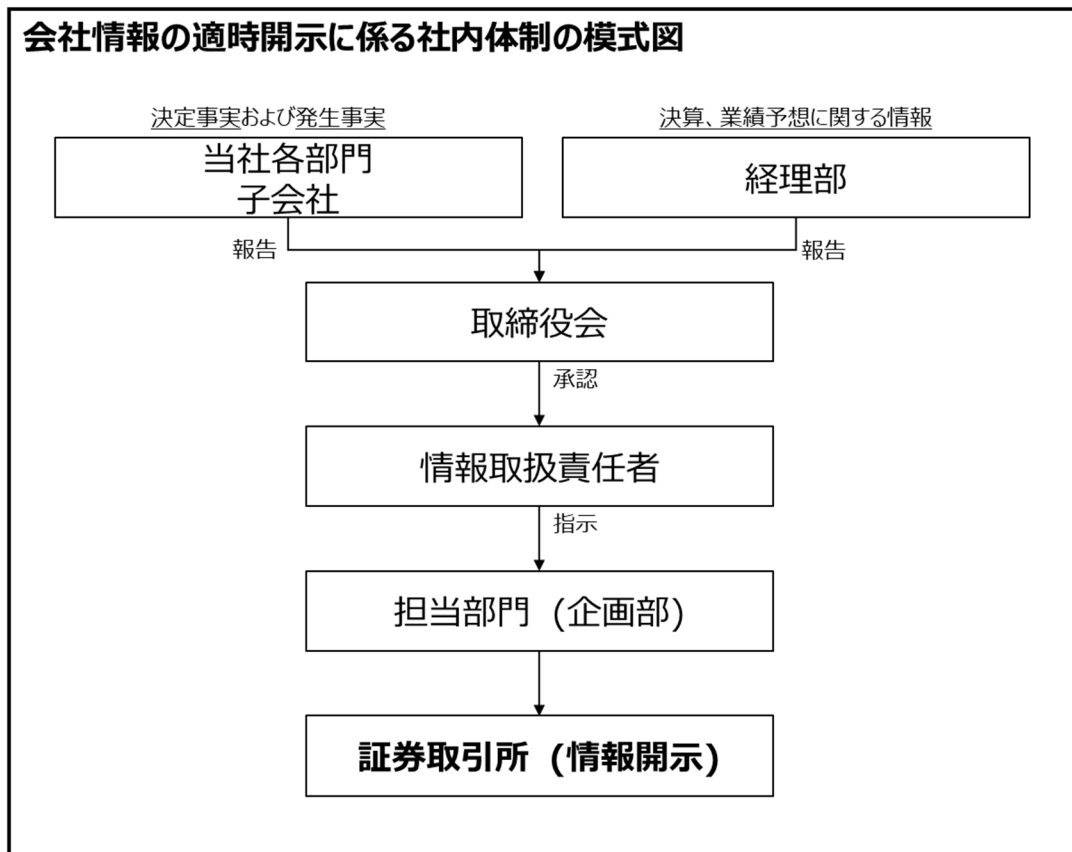 会社情報の適時開示に係る社内体制の模式図
決定事実および発生事実
当社各部門
子会社
決算、業績予想に関する情報
経理部
報告
報告
取締役会
承認
情報取扱責任者
指示
担当部門 (企画部)
証券取引所 (情報開示)